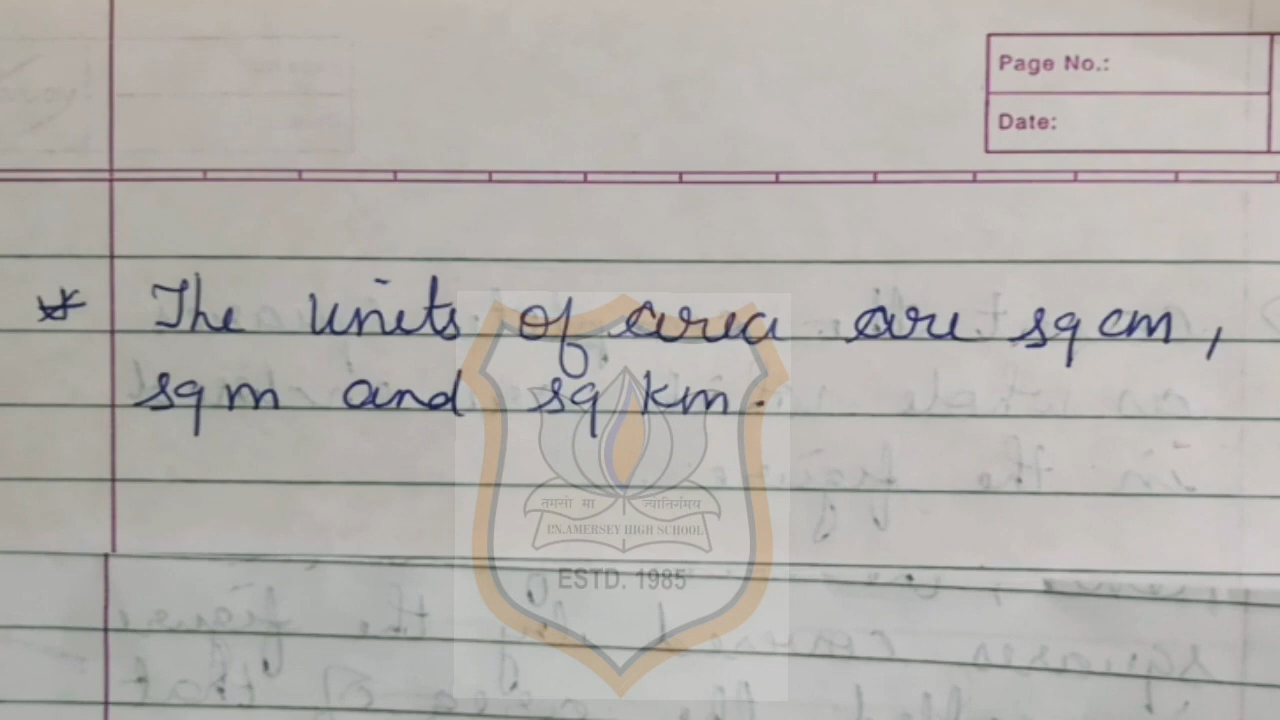 Page No.:
Date:
* The units of area are sq cm,
sq m and sq km.
तमसो मा ज्योतिर्गमय
P.N.AMERSEY HIGH SCHOOL
ESTD. 1985